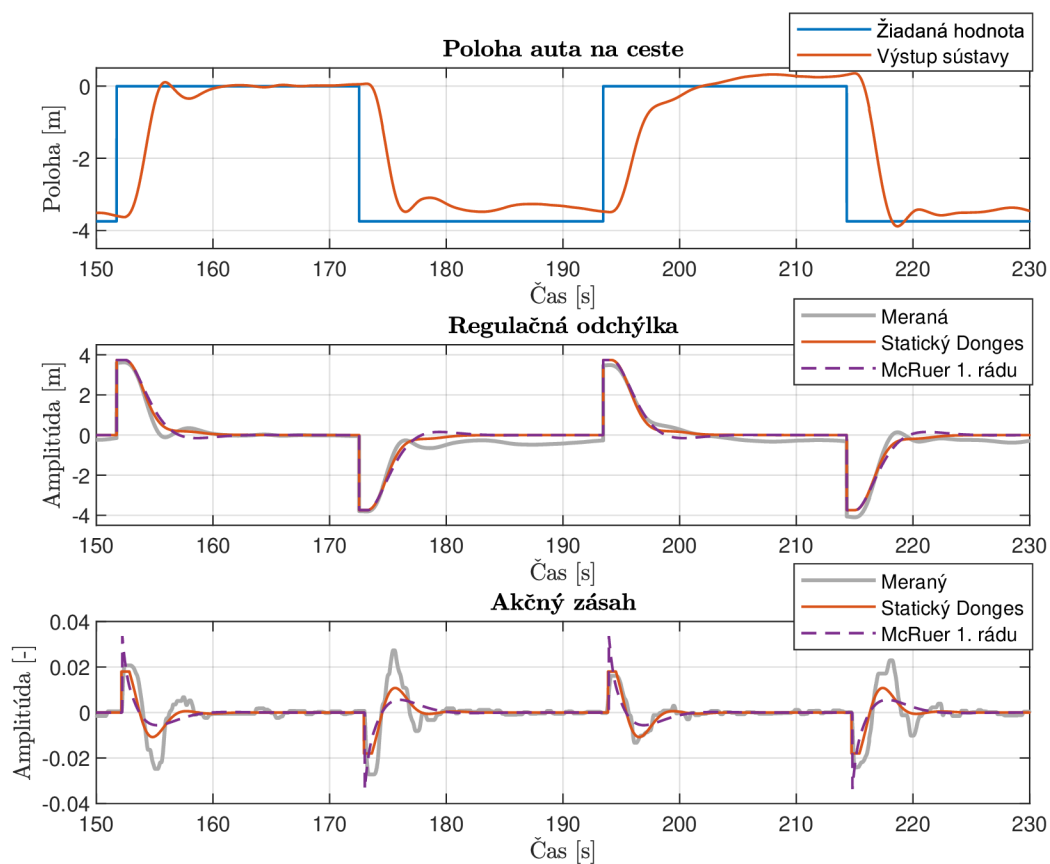 Žiadaná hodnota
Výstup sústavy
Poloha auta na ceste
Poloha [m]
0
-2
-4
150 160 170 180 190 200 210 220 230
Čas [s]
Meraná
Statický Donges
McRuer 1. rádu
Regulačná odchýlka
Amplitúda [m]
4
2
0
-2
-4
150 160 170 180 190 200 210 220 230
Čas [s]
Meraný
Statický Donges
McRuer 1. rádu
Akčný zásah
Amplitúda [-]
0.04
0.02
0
-0.02
-0.04
150 160 170 180 190 200 210 220 230
Čas [s]